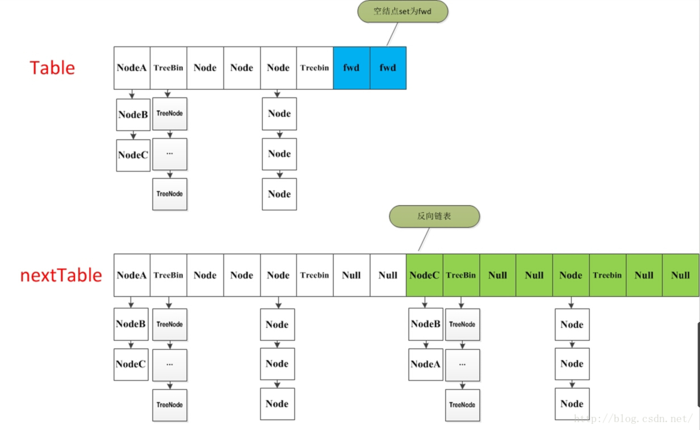 空结点set为fwd
Table
NodeA TreeBin Node Node Node Treebin fwd fwd
NodeB TreeNode Node
NodeC ... Node
TreeNode Node
反向链表
nextTable
NodeA TreeBin Node Node Node Treebin Null Null NodeC TreeBin Null Null Node Treebin Null Null
NodeB TreeNode Node NodeB TreeNode Node
NodeC ... Node NodeA ... Node
TreeNode Node TreeNode Node
http://blog.csdn.net/